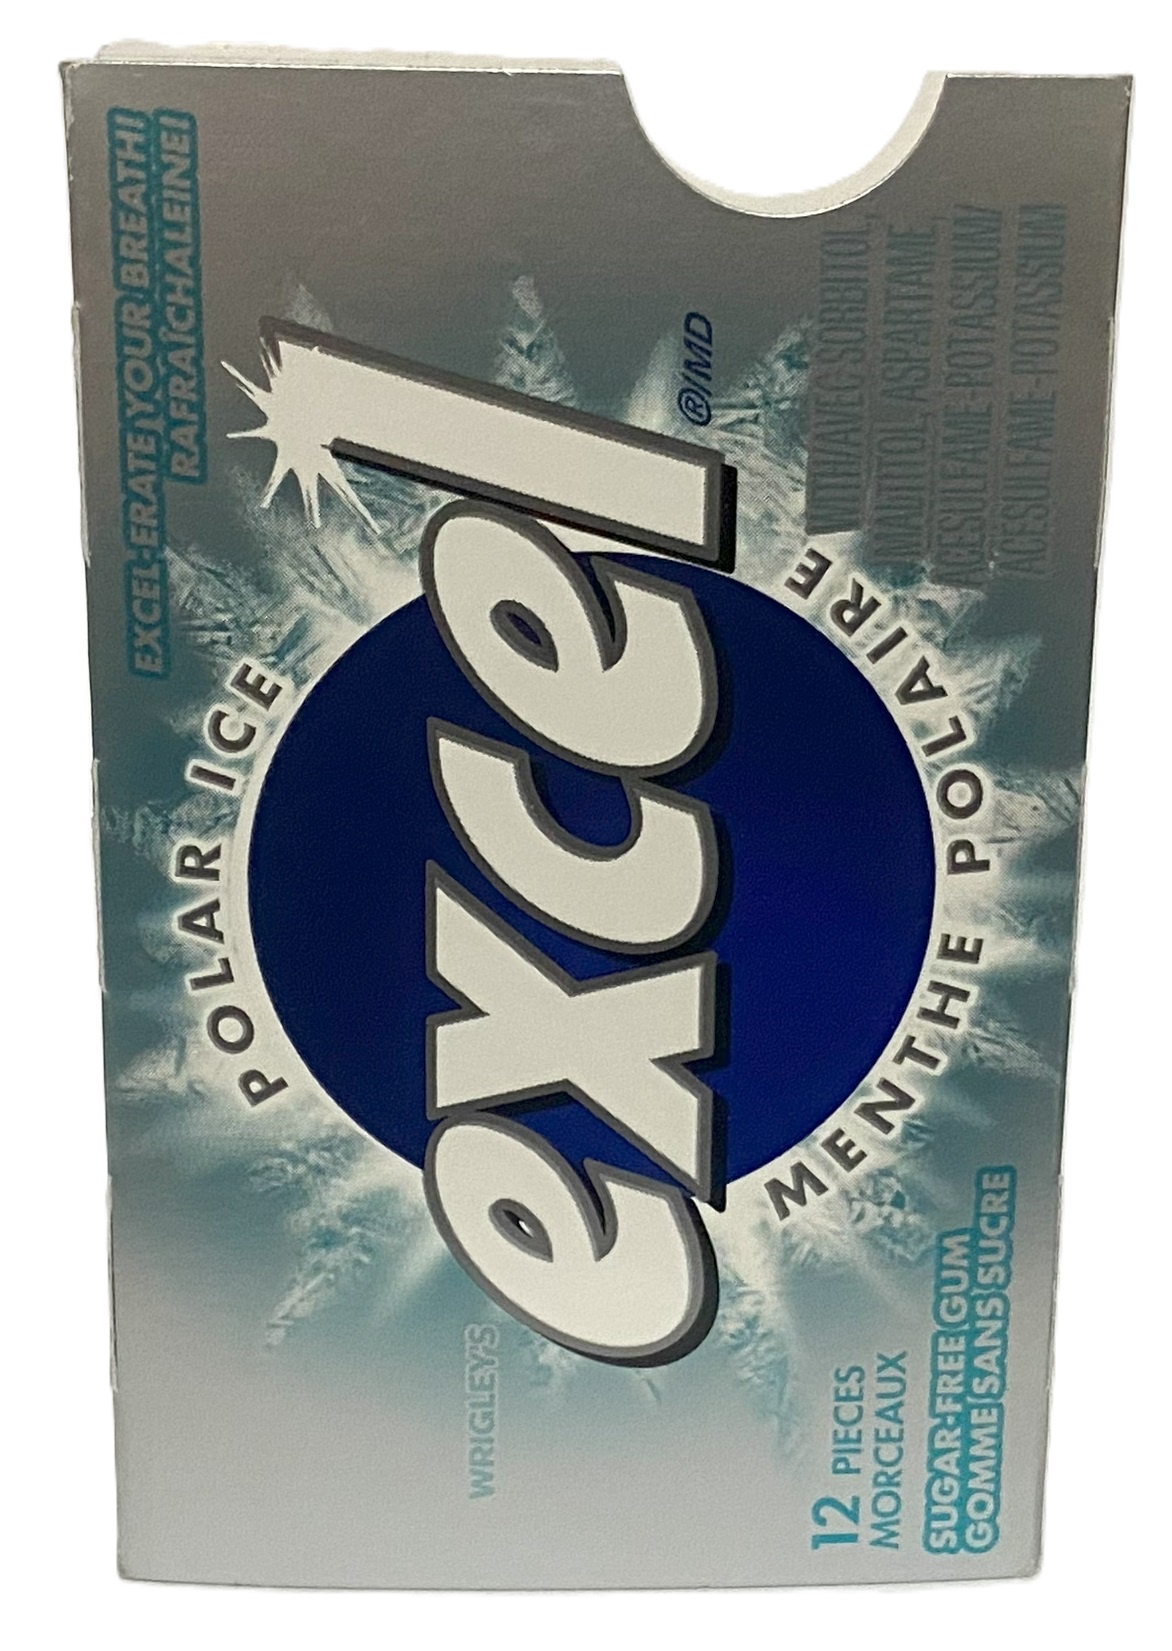 EXCEL-ERATE YOUR BREATH!
RAFRAÎCHALEINE!
POLAR ICE
WRIGLEY'S
excel
®/MD
MENTHE POLAIRE
12 PIECES
MORCEAUX
SUGAR-FREE GUM
GOMME SANS SUCRE
WITH/AVEC SORBITOL,
MALTITOL, ASPARTAME,
ACESULFAME-POTASSIUM/
ACESULFAME-POTASSIUM